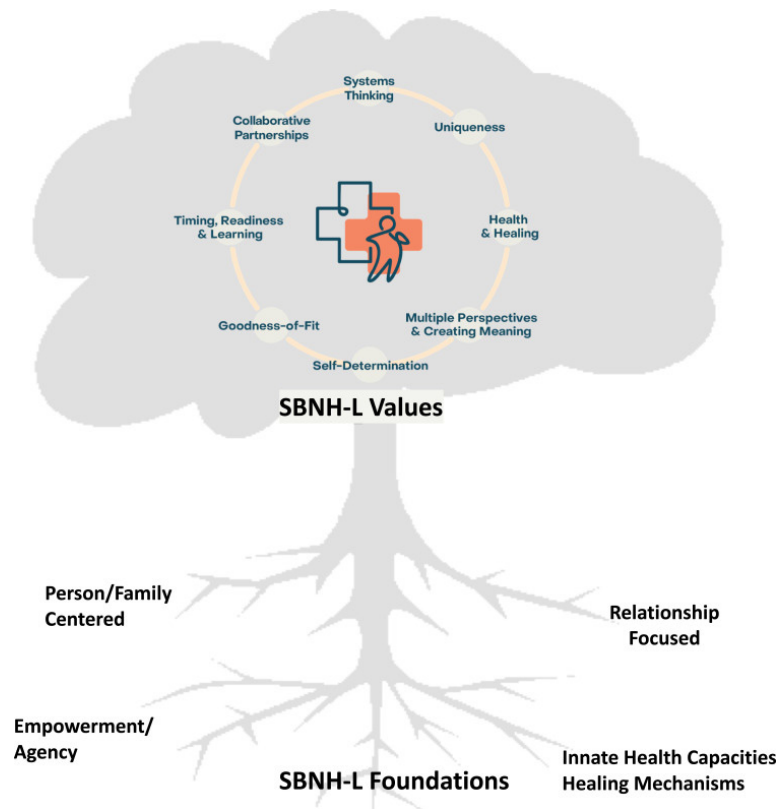 Systems
Thinking
Collaborative
Partnerships
Uniqueness
Timing, Readiness
& Learning
Health
& Healing
Goodness-of-Fit
Multiple Perspectives
& Creating Meaning
Self-Determination
SBNH-L Values
Person/Family
Centered
Relationship
Focused
Empowerment/
Agency
Innate Health Capacities
Healing Mechanisms
SBNH-L Foundations